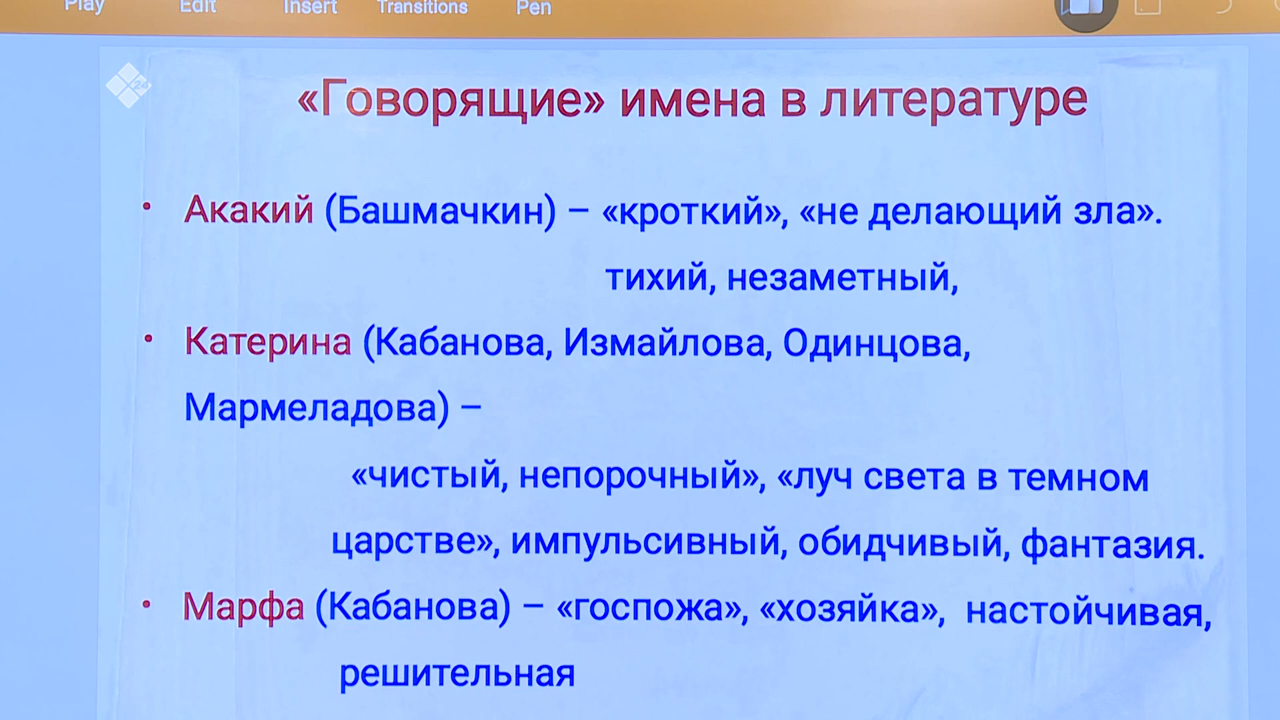 Play Edit Insert Transitions Pen
24
«Говорящие» имена в литературе
• Акакий (Башмачкин) – «кроткий», «не делающий зла».
тихий, незаметный,
• Катерина (Кабанова, Измайлова, Одинцова,
Мармеладова) –
«чистый, непорочный», «луч света в темном
царстве», импульсивный, обидчивый, фантазия.
• Марфа (Кабанова) – «госпожа», «хозяйка», настойчивая,
решительная